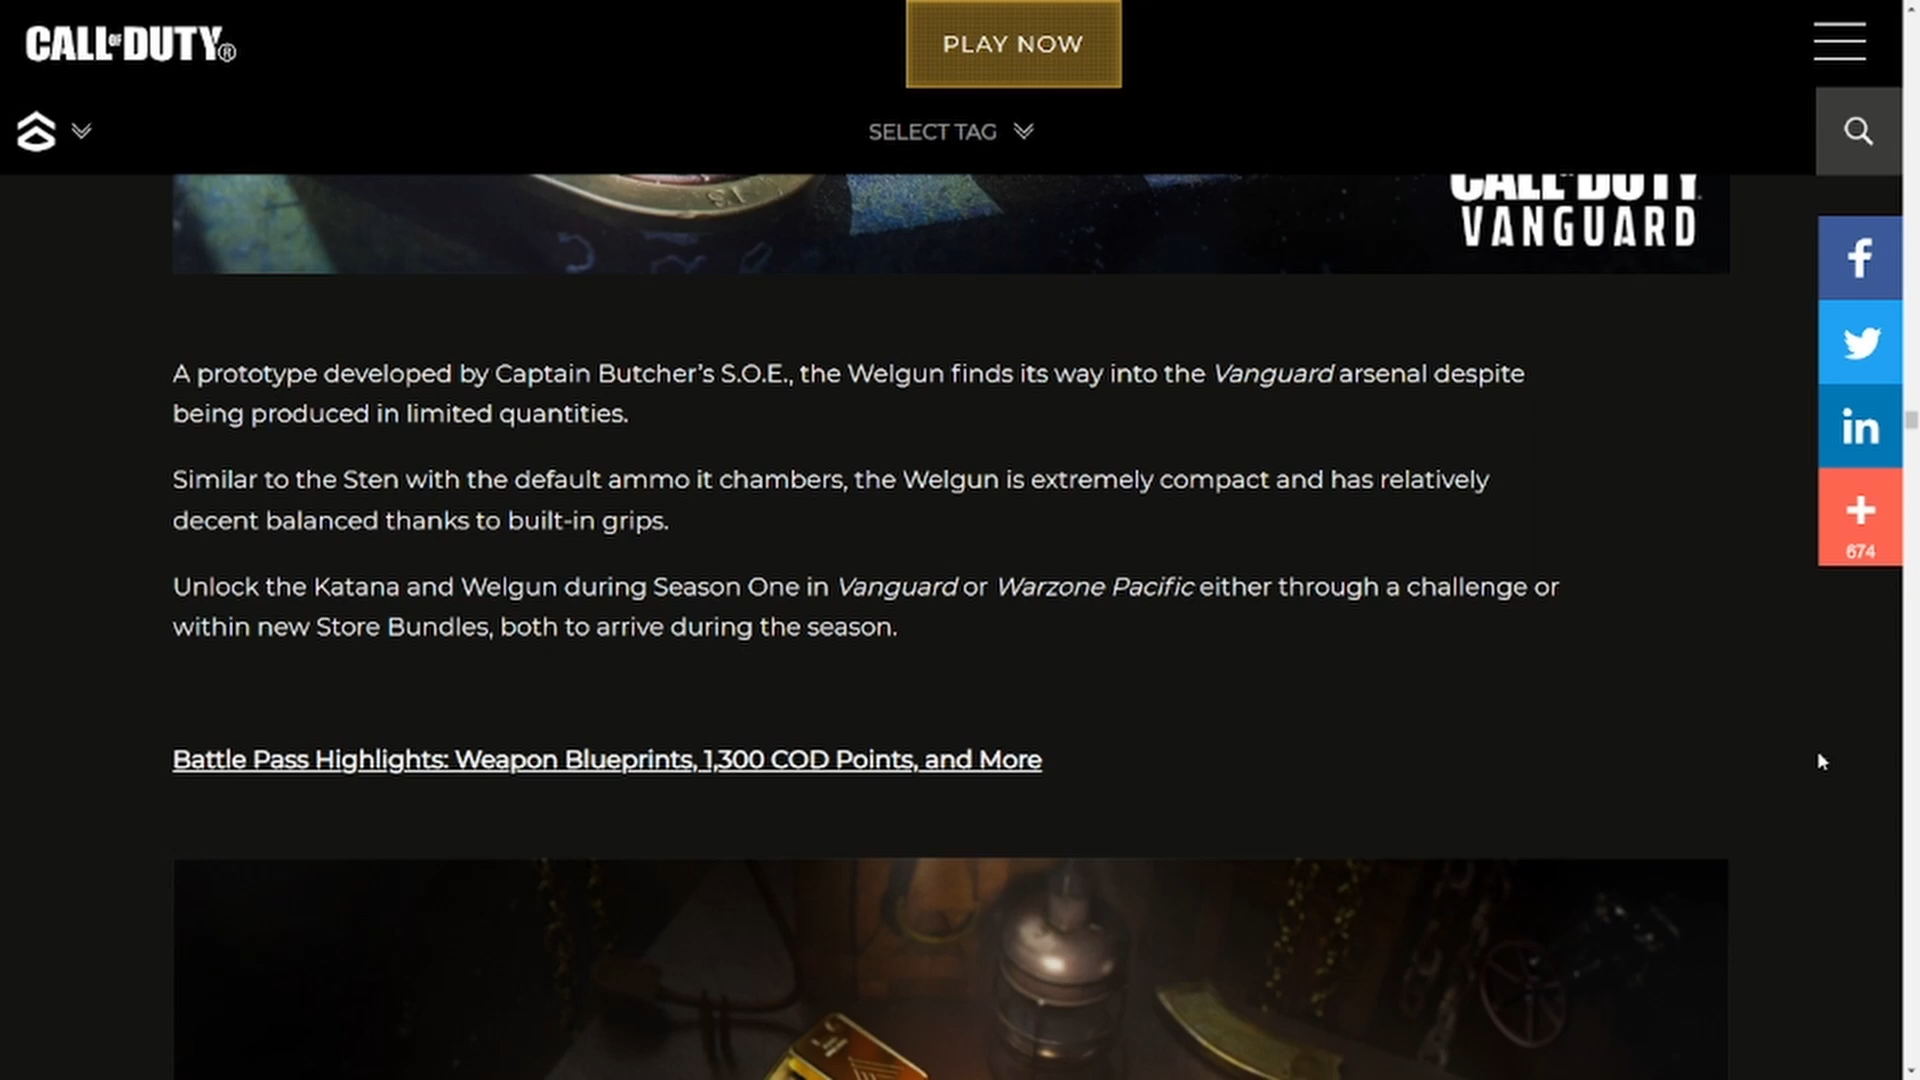 CALL OF DUTY®
PLAY NOW
SELECT TAG
CALL OF DUTY
VANGUARD
A prototype developed by Captain Butcher’s S.O.E., the Welgun finds its way into the Vanguard arsenal despite
being produced in limited quantities.
Similar to the Sten with the default ammo it chambers, the Welgun is extremely compact and has relatively
decent balanced thanks to built-in grips.
Unlock the Katana and Welgun during Season One in Vanguard or Warzone Pacific either through a challenge or
within new Store Bundles, both to arrive during the season.
674
Battle Pass Highlights: Weapon Blueprints, 1,300 COD Points, and More